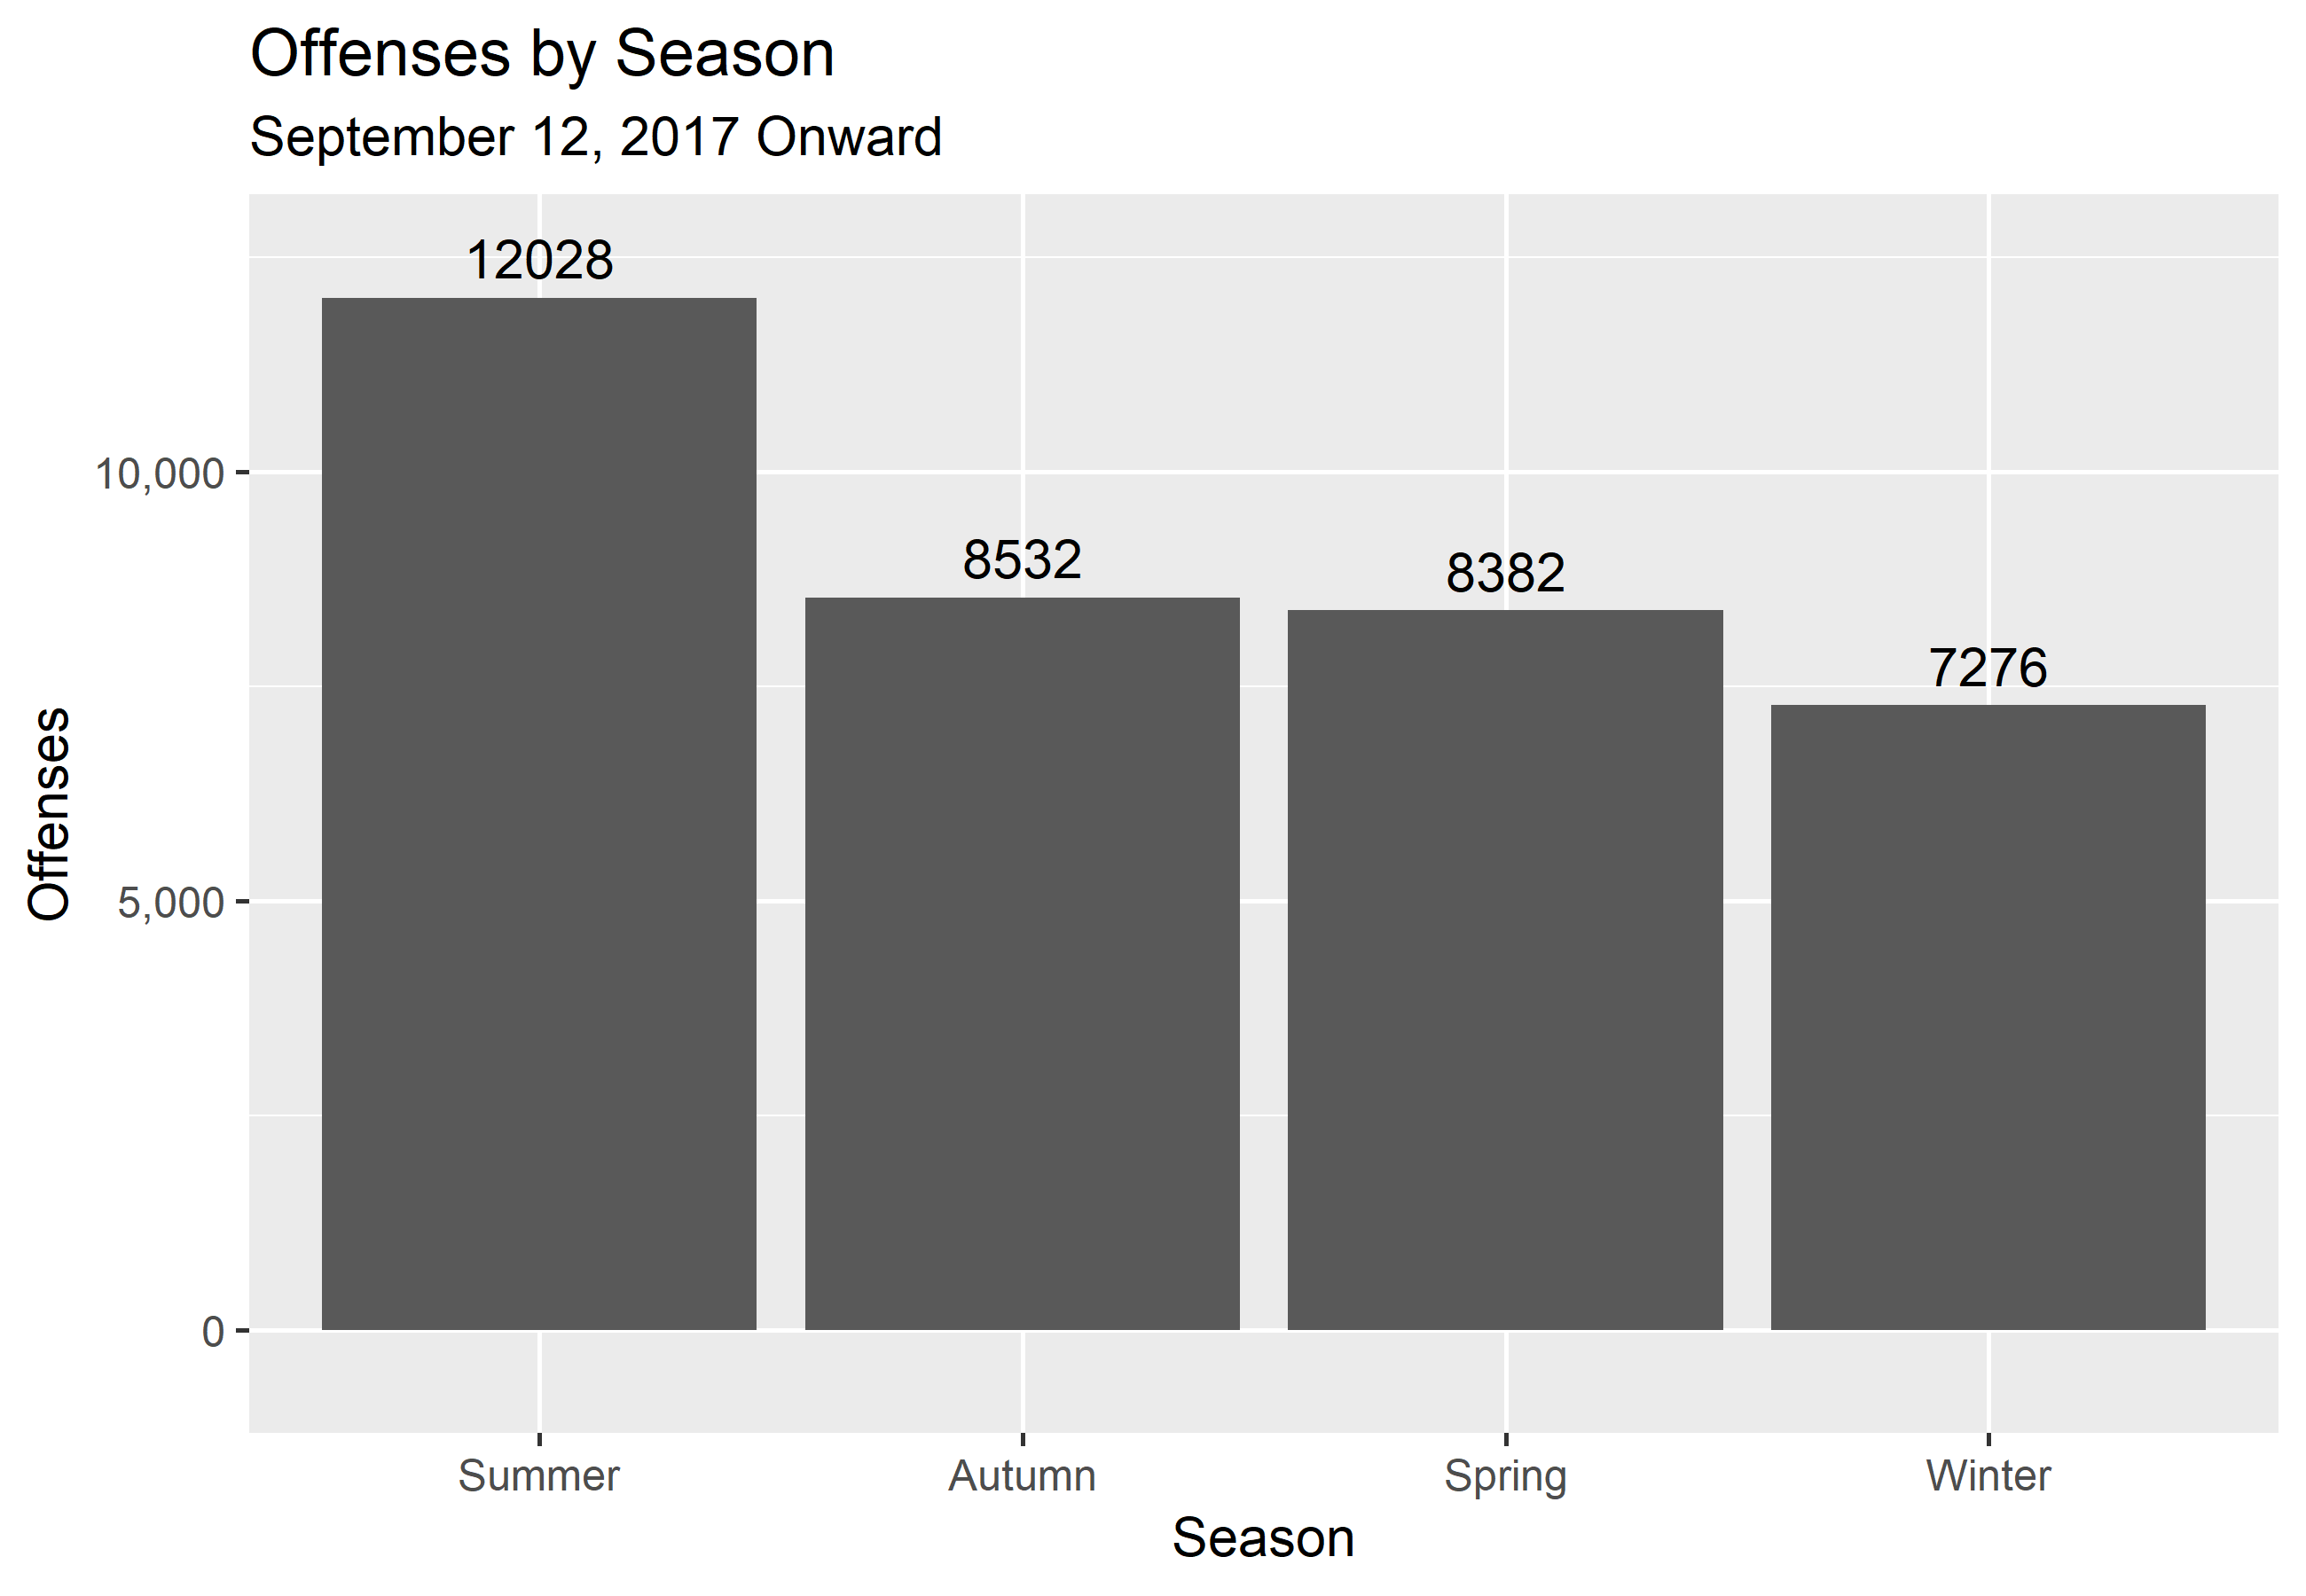 Offenses by Season
September 12, 2017 Onward
12028
8532
8382
7276
10,000
5,000
0
Offenses
Summer Autumn Spring Winter
Season